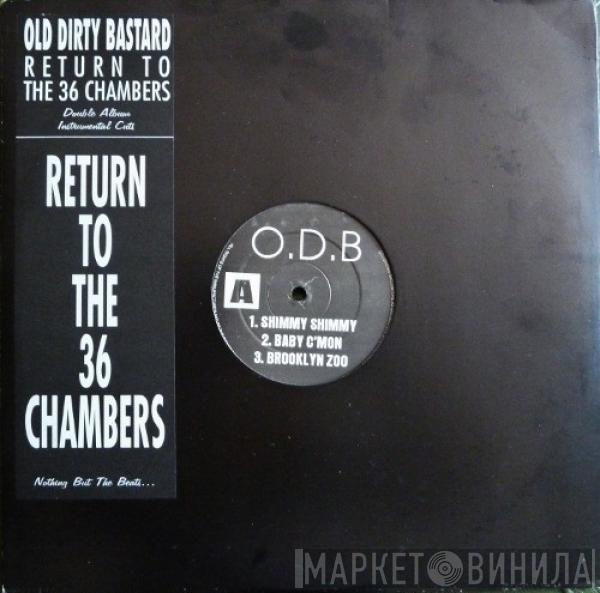 OLD DIRTY BASTARD
RETURN TO
THE 36 CHAMBERS
Double Album
Instrumental Cuts
RETURN
TO
THE
36
CHAMBERS
Nothing But The Beats...
O.D.B
A
1. SHIMMY SHIMMY
2. BABY C'MON
3. BROOKLYN ZOO
МАРКЕТ ВИНИЛА